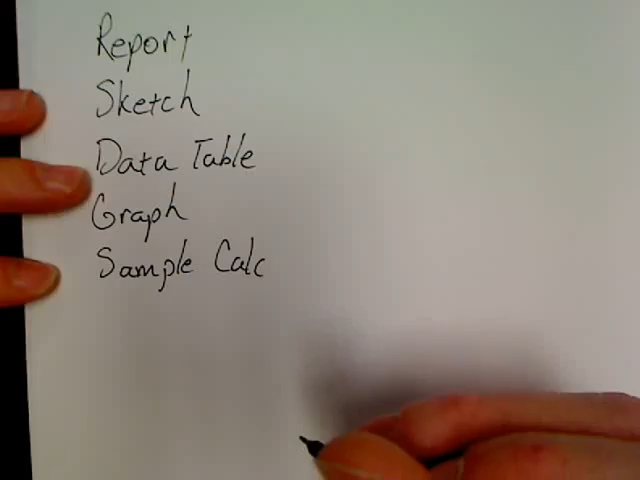 Report
Sketch
Data Table
Graph
Sample Calc